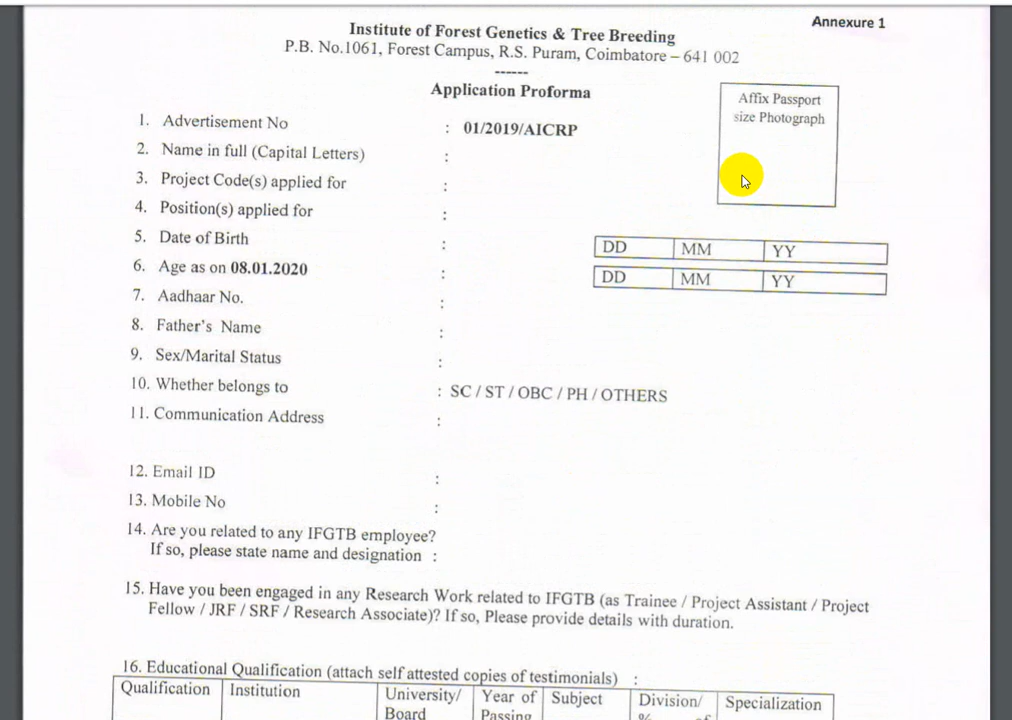 Annexure 1
Institute of Forest Genetics & Tree Breeding
P.B. No.1061, Forest Campus, R.S. Puram, Coimbatore – 641 002
------
Application Proforma
Affix Passport
size Photograph
1. Advertisement No : 01/2019/AICRP
2. Name in full (Capital Letters) :
3. Project Code(s) applied for :
4. Position(s) applied for :
5. Date of Birth : DD MM YY
6. Age as on 08.01.2020 : DD MM YY
7. Aadhaar No. :
8. Father's Name :
9. Sex/Marital Status :
10. Whether belongs to : SC / ST / OBC / PH / OTHERS
11. Communication Address :
12. Email ID :
13. Mobile No :
14. Are you related to any IFGTB employee?
If so, please state name and designation :
15. Have you been engaged in any Research Work related to IFGTB (as Trainee / Project Assistant / Project
Fellow / JRF / SRF / Research Associate)? If so, Please provide details with duration.
16. Educational Qualification (attach self attested copies of testimonials) :
Qualification Institution University/ Year of Subject Division/ Specialization
Board Passing % of